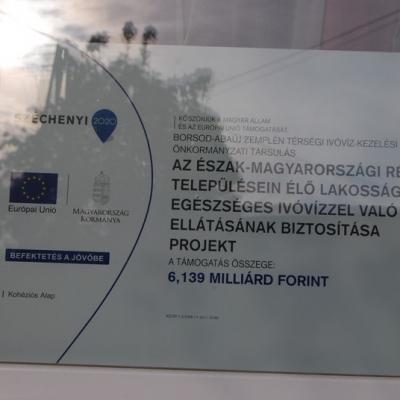 SZÉCHENYI 2020
KÖSZÖNJÜK A MAGYAR ÁLLAM
ÉS AZ EURÓPAI UNIÓ TÁMOGATÁSÁT.
BORSOD-ABAÚJ ZEMPLÉN TÉRSÉGI IVÓVÍZ-KEZELÉSI
ÖNKORMÁNYZATI TÁRSULÁS
AZ ÉSZAK-MAGYARORSZÁGI RÉ
TELEPÜLÉSEIN ÉLŐ LAKOSSÁG
EGÉSZSÉGES IVÓVÍZZEL VALÓ
ELLÁTÁSÁNAK BIZTOSÍTÁSA
PROJEKT
A TÁMOGATÁS ÖSSZEGE:
6,139 MILLIÁRD FORINT
Európai Unió
MAGYARORSZÁG
KORMÁNYA
BEFEKTETÉS A JÖVŐBE
Kohéziós Alap